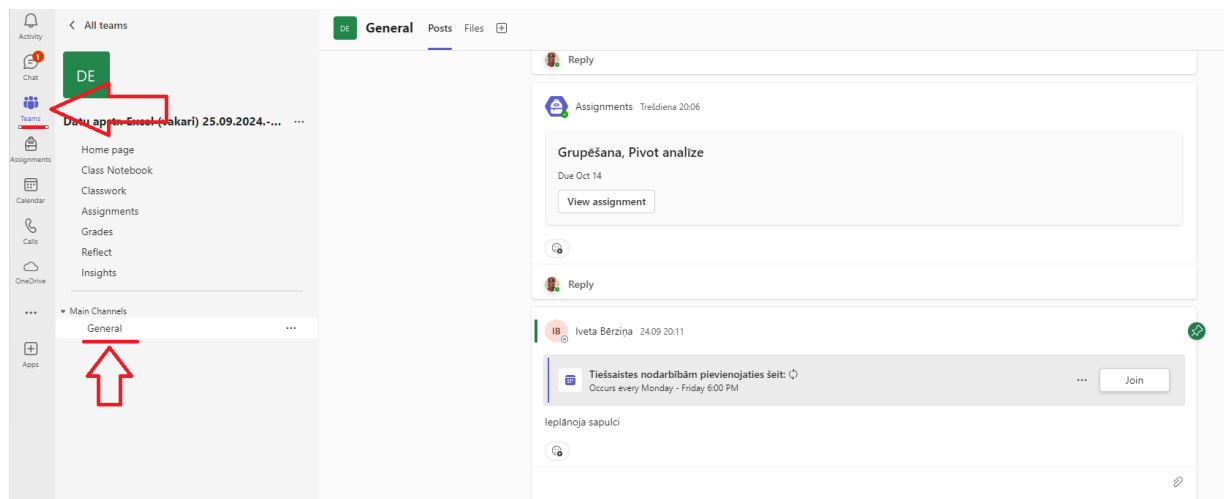 Activity
Chat
1
Teams
Assignments
Calendar
Calls
OneDrive
Apps
All teams
DE
Datu apstr. Excel (vakari) 25.09.2024.-...
Home page
Class Notebook
Classwork
Assignments
Grades
Reflect
Insights
Main Channels
General
DE General Posts Files
Reply
Assignments Trešdiena 20:06
Grupēšana, Pivot analīze
Due Oct 14
View assignment
Reply
IB Iveta Bērziņa 24.09 20:11
Tiešsaistes nodarbībām pievienojaties šeit:
Occurs every Monday - Friday 6:00 PM
Join
Ieplānoja sapulci